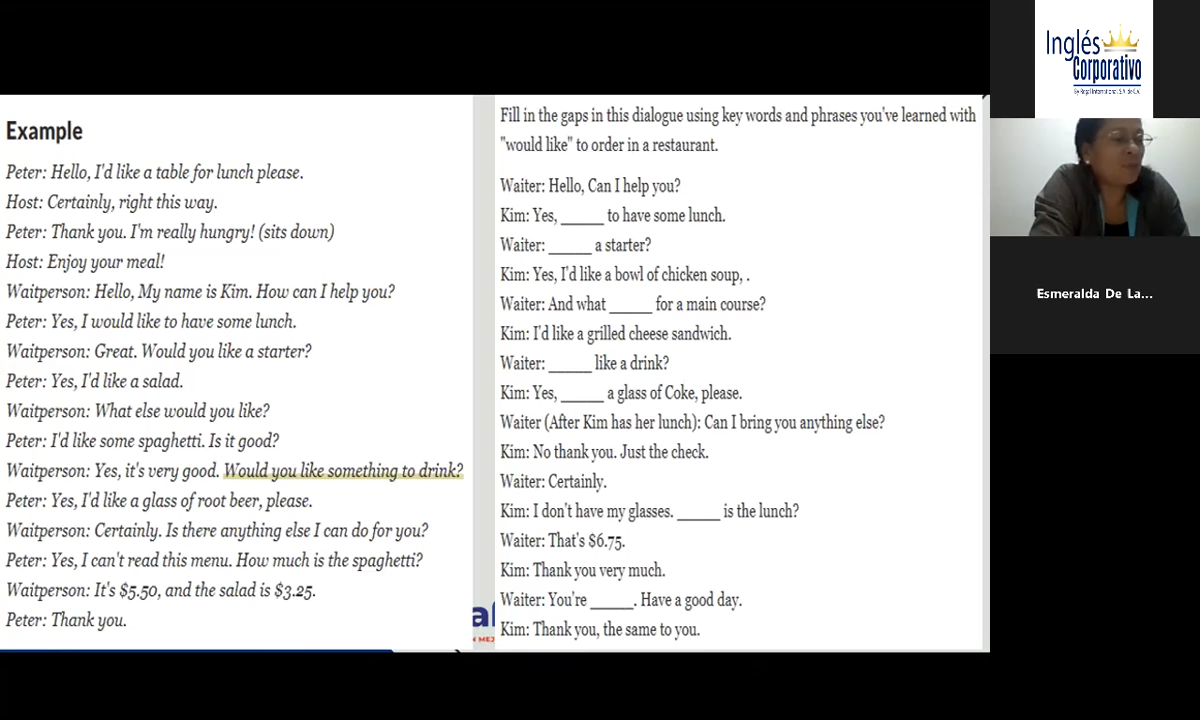 Example
Peter: Hello, I'd like a table for lunch please.
Host: Certainly, right this way.
Peter: Thank you. I'm really hungry! (sits down)
Host: Enjoy your meal!
Waitperson: Hello, My name is Kim. How can I help you?
Peter: Yes, I would like to have some lunch.
Waitperson: Great. Would you like a starter?
Peter: Yes, I'd like a salad.
Waitperson: What else would you like?
Peter: I'd like some spaghetti. Is it good?
Waitperson: Yes, it's very good. Would you like something to drink?
Peter: Yes, I'd like a glass of root beer, please.
Waitperson: Certainly. Is there anything else I can do for you?
Peter: Yes, I can't read this menu. How much is the spaghetti?
Waitperson: It's $5.50, and the salad is $3.25.
Peter: Thank you.
Fill in the gaps in this dialogue using key words and phrases you've learned with
"would like" to order in a restaurant.
Waiter: Hello, Can I help you?
Kim: Yes, ______ to have some lunch.
Waiter: ______ a starter?
Kim: Yes, I'd like a bowl of chicken soup, .
Waiter: And what ______ for a main course?
Kim: I'd like a grilled cheese sandwich.
Waiter: ______ like a drink?
Kim: Yes, ______ a glass of Coke, please.
Waiter (After Kim has her lunch): Can I bring you anything else?
Kim: No thank you. Just the check.
Waiter: Certainly.
Kim: I don't have my glasses. ______ is the lunch?
Waiter: That's $6.75.
Kim: Thank you very much.
Waiter: You're ______. Have a good day.
Kim: Thank you, the same to you.
Inglés
Corporativo
By Regal International, S.A. de C.V.
Esmeralda De La...